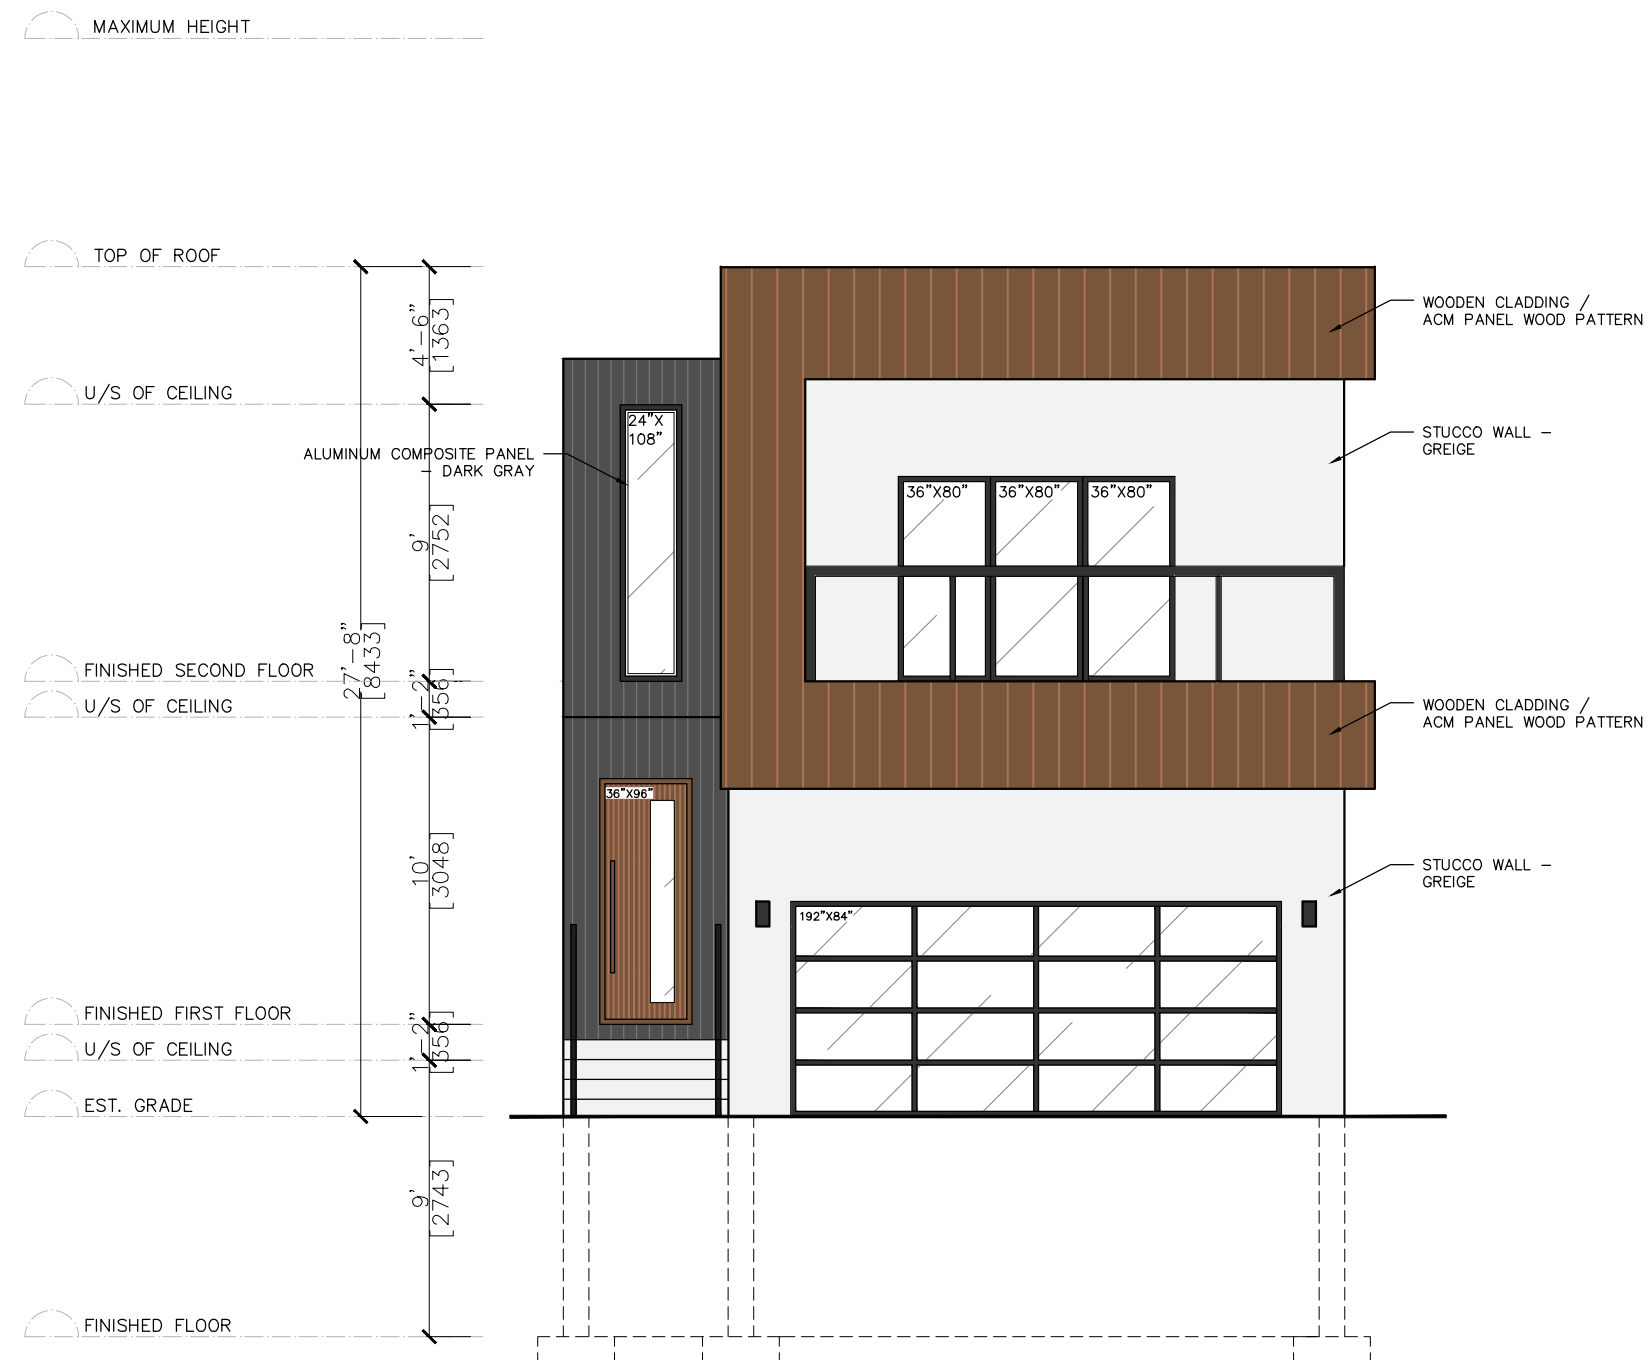 MAXIMUM HEIGHT
TOP OF ROOF
WOODEN CLADDING /
ACM PANEL WOOD PATTERN
4'-6"
[1363]
U/S OF CEILING
24"X
108"
STUCCO WALL –
GREIGE
ALUMINUM COMPOSITE PANEL
– DARK GRAY
36"X80"
36"X80"
36"X80"
9'
[2752]
27'-8"
[8433]
FINISHED SECOND FLOOR
1'-2"
[356]
U/S OF CEILING
WOODEN CLADDING /
ACM PANEL WOOD PATTERN
36"X96"
10'
[3048]
STUCCO WALL –
GREIGE
192"X84"
FINISHED FIRST FLOOR
1'-2"
[356]
U/S OF CEILING
EST. GRADE
9'
[2743]
FINISHED FLOOR